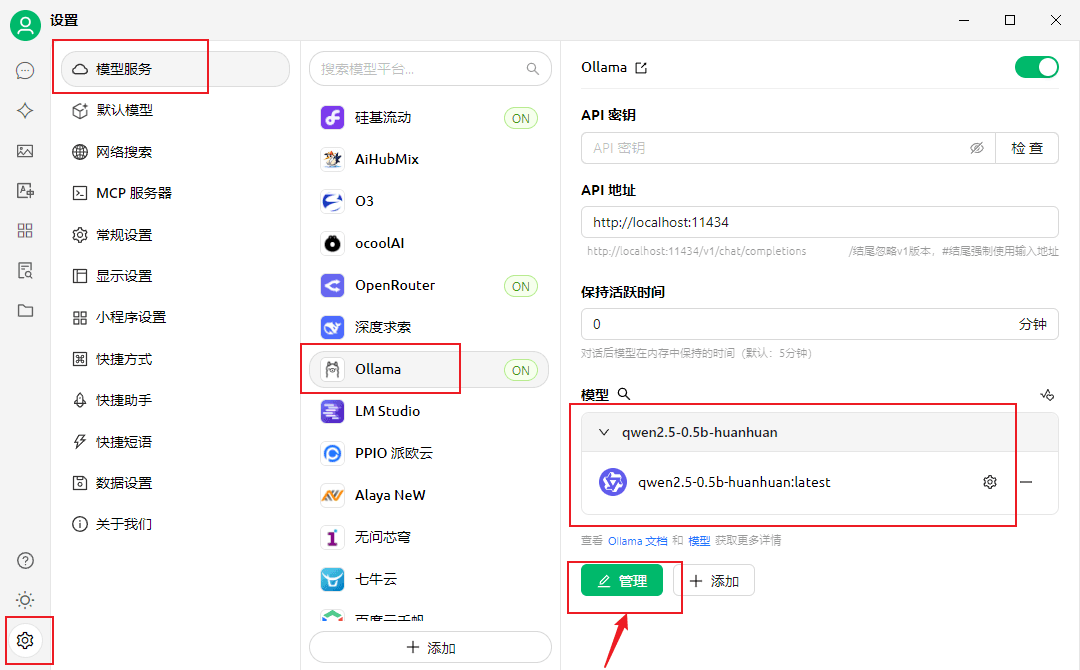 设置
模型服务
默认模型
网络搜索
MCP 服务器
常规设置
显示设置
小程序设置
快捷方式
快捷助手
快捷短语
数据设置
关于我们
搜索模型平台...
硅基流动 ON
AiHubMix
O3
ocoolAI
OpenRouter ON
深度求索
Ollama ON
LM Studio
PPIO 派欧云
Alaya NeW
无问芯穹
七牛云
百度云千帆
添加
Ollama
API 密钥
API 密钥 检 查
API 地址
http://localhost:11434
http://localhost:11434/v1/chat/completions /结尾忽略v1版本，#结尾强制使用输入地址
保持活跃时间
0 分钟
对话后模型在内存中保持的时间（默认：5分钟）
模型
qwen2.5-0.5b-huanhuan
qwen2.5-0.5b-huanhuan:latest
查看 Ollama 文档 和 模型 获取更多详情
管理 添加